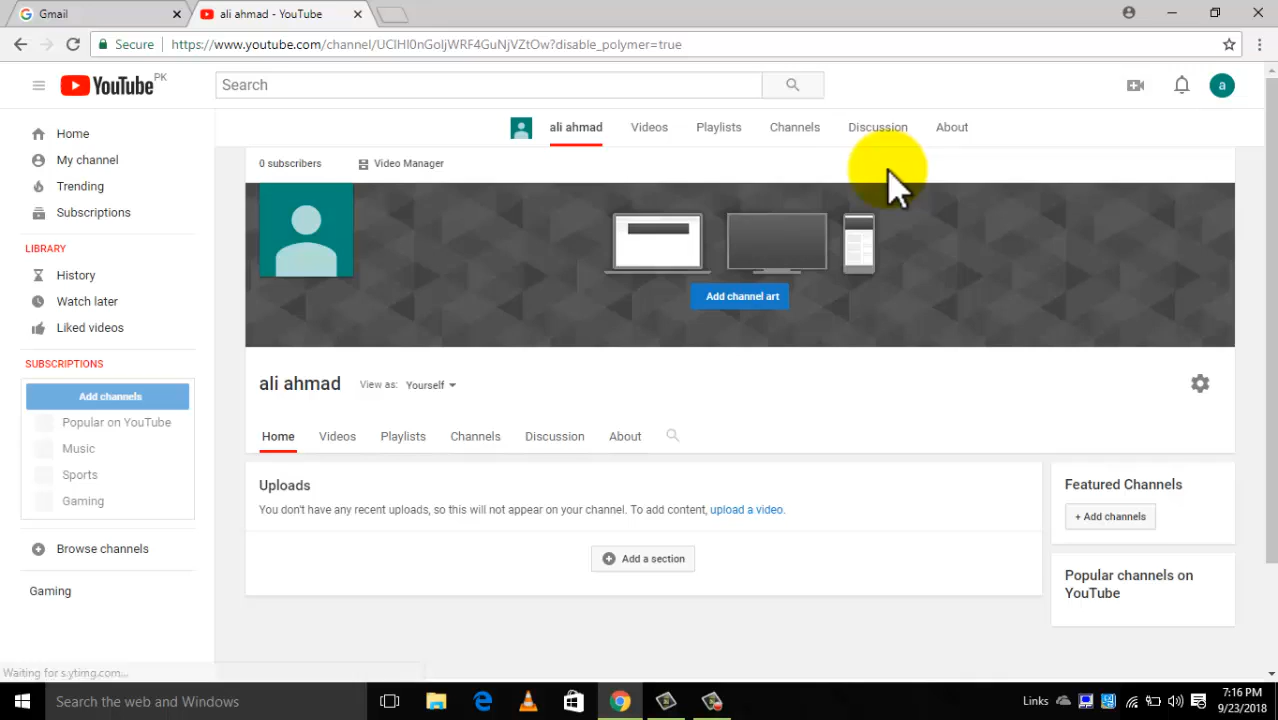 Gmail
ali ahmad - YouTube
Secure
https://www.youtube.com/channel/UCIHI0nGoIjWRF4GuNjVZtOw?disable_polymer=true
YouTube PK
Search
a
ali ahmad
Videos
Playlists
Channels
Discussion
About
Home
My channel
Trending
Subscriptions
LIBRARY
History
Watch later
Liked videos
SUBSCRIPTIONS
Add channels
Popular on YouTube
Music
Sports
Gaming
Browse channels
Gaming
0 subscribers
Video Manager
Add channel art
ali ahmad
View as: Yourself
Home
Videos
Playlists
Channels
Discussion
About
Uploads
You don't have any recent uploads, so this will not appear on your channel. To add content, upload a video.
Add a section
Featured Channels
+ Add channels
Popular channels on
YouTube
Waiting for s.ytimg.com...
Search the web and Windows
Links
7:16 PM
9/23/2018